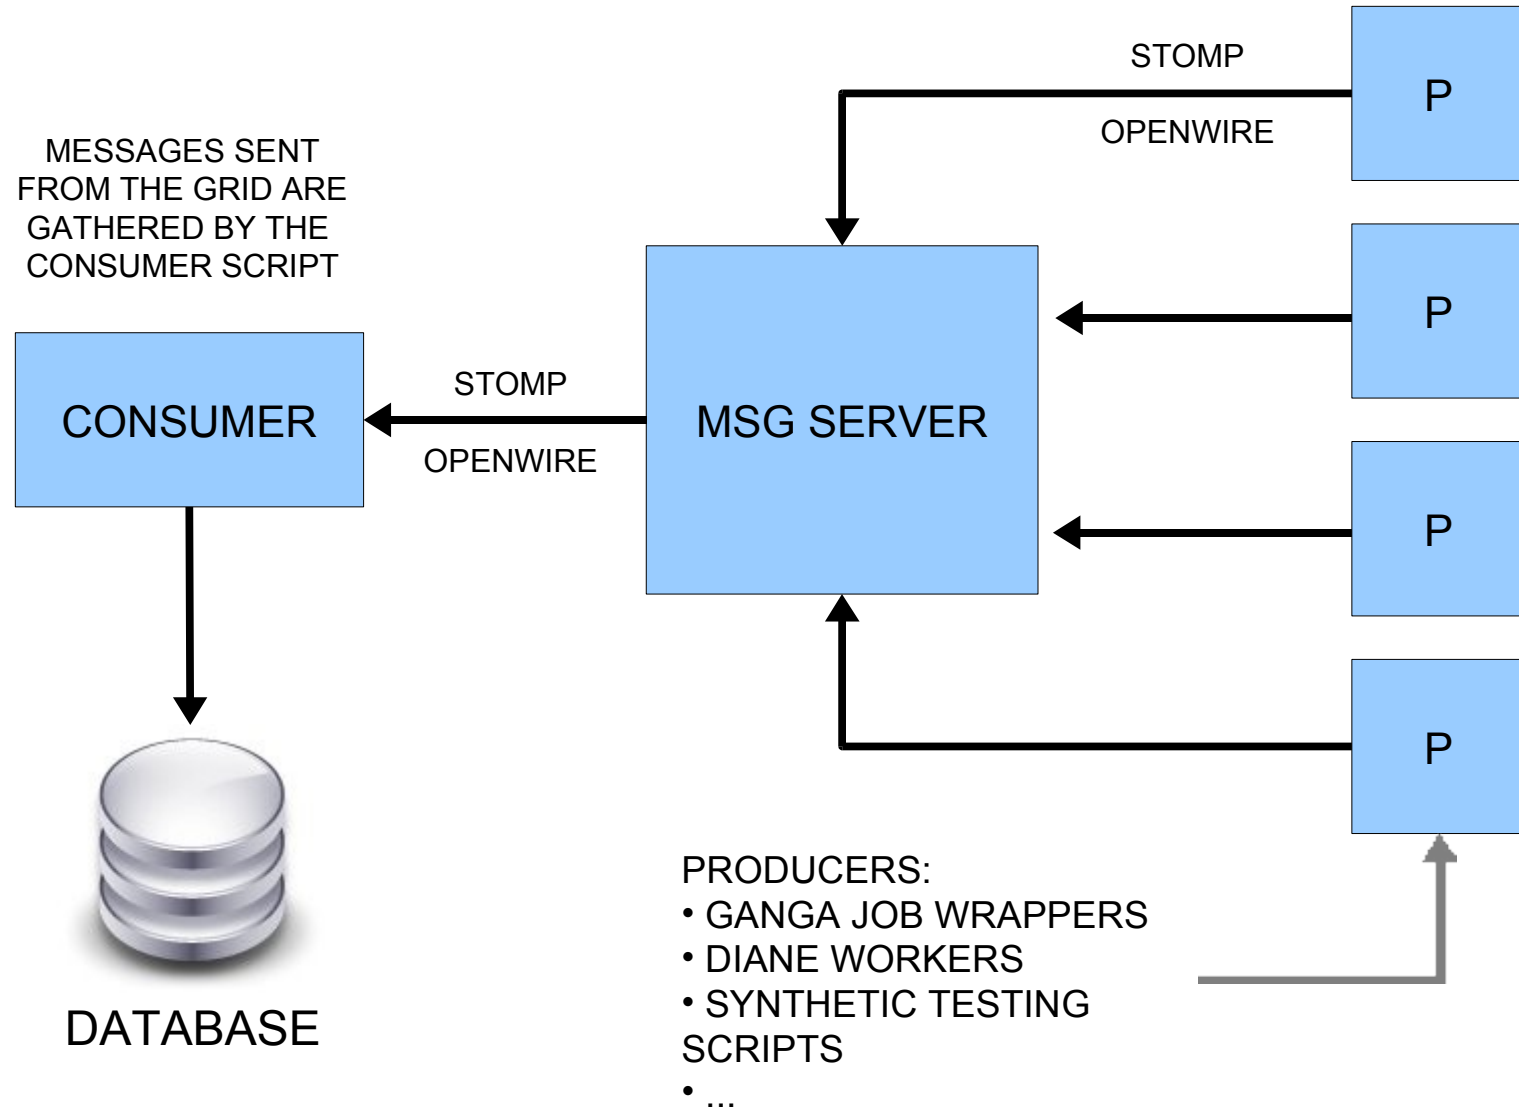 STOMP
OPENWIRE
P
MESSAGES SENT
FROM THE GRID ARE
GATHERED BY THE
CONSUMER SCRIPT
P
CONSUMER
STOMP
OPENWIRE
MSG SERVER
P
P
DATABASE
PRODUCERS:
• GANGA JOB WRAPPERS
• DIANE WORKERS
• SYNTHETIC TESTING
SCRIPTS
• ...